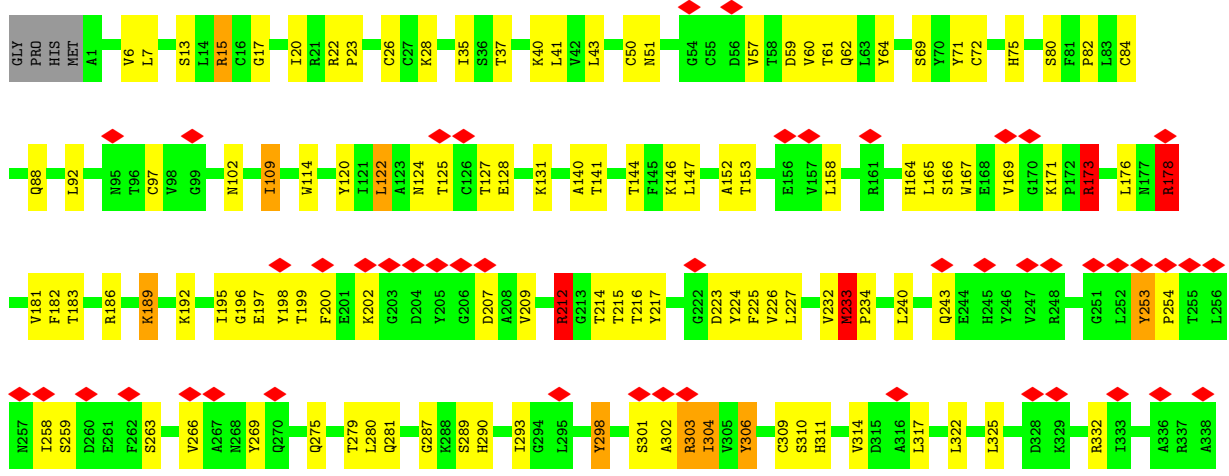 GLY PRO HIS MET A1 V6 L7 S13 L14 R15 C16 G17 I20 R21 R22 P23 C26 C27 K28 I35 S36 T37 K40 L41 V42 L43 C50 N51 G54 C55 D56 V57 T58 D59 V60 T61 Q62 L63 Y64 S69 Y70 Y71 C72 H75 S80 F81 P82 L83 C84
Q88 L92 N95 T96 G97 V98 G99 N102 I109 W114 Y120 I121 L122 A123 N124 T125 C126 T127 E128 K131 A140 T141 T144 F145 K146 L147 A152 T153 E156 V157 L158 R161 H164 L165 S166 W167 E168 V169 G170 K171 P172 R173 L176 N177 R178
V181 F182 T183 R186 K189 K192 I195 G196 E197 Y198 T199 F200 E201 K202 G203 D204 Y205 G206 D207 A208 V209 R212 G213 T214 T215 T216 Y217 G222 D223 Y224 F225 V226 L227 V232 M233 P234 L240 Q243 E244 H245 Y246 V247 R248 G251 L252 Y253 P254 T255 L256
N257 I258 S259 D260 E261 F262 S263 V266 A267 N268 Y269 Q270 Q275 T279 L280 Q281 G287 K288 S289 H290 I293 G294 L295 Y298 S301 A302 R303 I304 V305 Y306 C309 S310 H311 V314 D315 A316 L317 L322 L325 D328 K329 R332 I333 A336 R337 A338